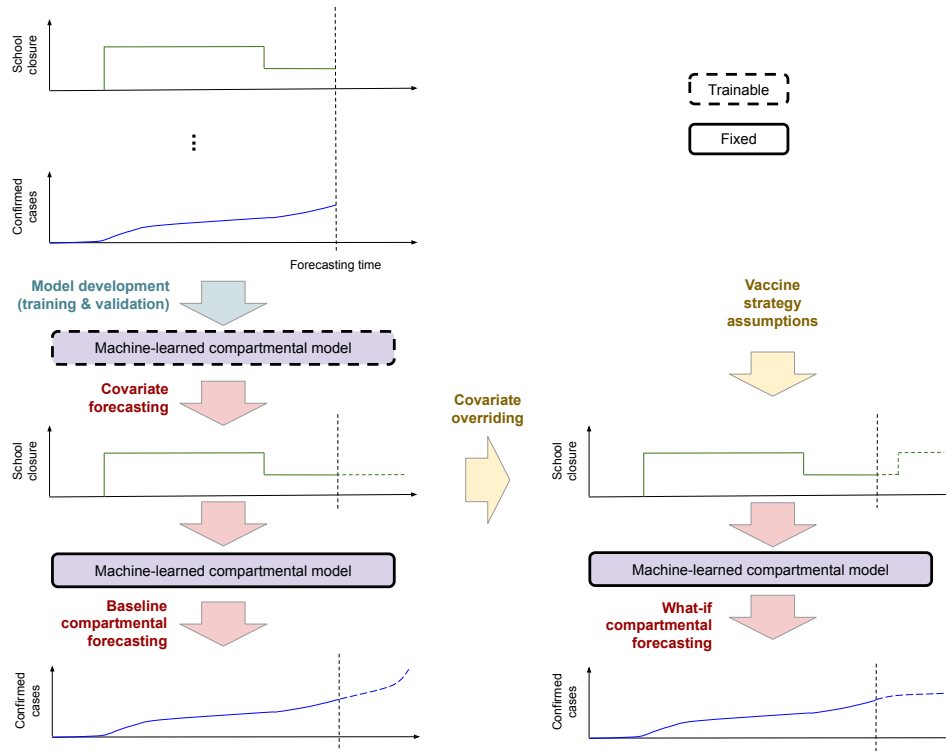 School
closure
Trainable
Fixed
...
Confirmed
cases
Forecasting time
Model development
(training & validation)
Vaccine
strategy
assumptions
Machine-learned compartmental model
Covariate
forecasting
Covariate
overriding
School
closure
School
closure
Machine-learned compartmental model
Machine-learned compartmental model
Baseline
compartmental
forecasting
What-if
compartmental
forecasting
Confirmed
cases
Confirmed
cases